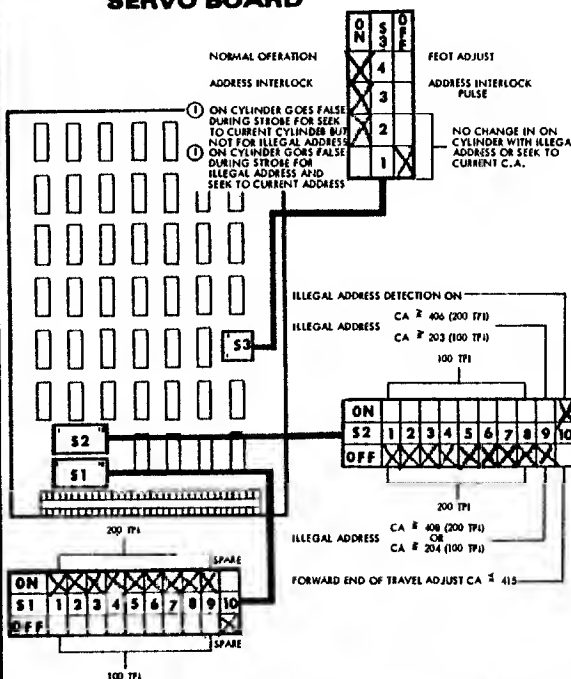 SERVO BOARD
ON S3 OFF
4
3
2
1
NORMAL OPERATION
FEOT ADJUST
ADDRESS INTERLOCK
ADDRESS INTERLOCK
PULSE
1 ON CYLINDER GOES FALSE
DURING STROBE FOR SEEK
TO CURRENT CYLINDER BUT
NOT FOR ILLEGAL ADDRESS
1 ON CYLINDER GORS FALSE
DURING STROBE FOR
ILLEGAL ADDRESS AND
SEEK TO CURRENT ADDRESS
NO CHANGE IN ON
CYLINDER WITH ILLEGA
ADDRESS OR SEEK TO
CURRENT C.A.
S3
ILLEGAL ADDRESS DETECTION ON
CA ≥ 406 (200 TPI)
ILLEGAL ADDRESS
CA ≥ 203 (100 TPI)
100 TPI
ON
S2 1 2 3 4 5 6 7 8 9 10
OFF
S2
S1
200 TPI
ILLEGAL ADDRESS
CA ≥ 408 (200 TPI)
OR
CA ≥ 204 (100 TPI)
FORWARD END OF TRAVEL ADJUST CA ≤ 415
200 TPI
SPARE
ON
S1 1 2 3 4 5 6 7 8 9 10
OFF
SPARE
100 TPI